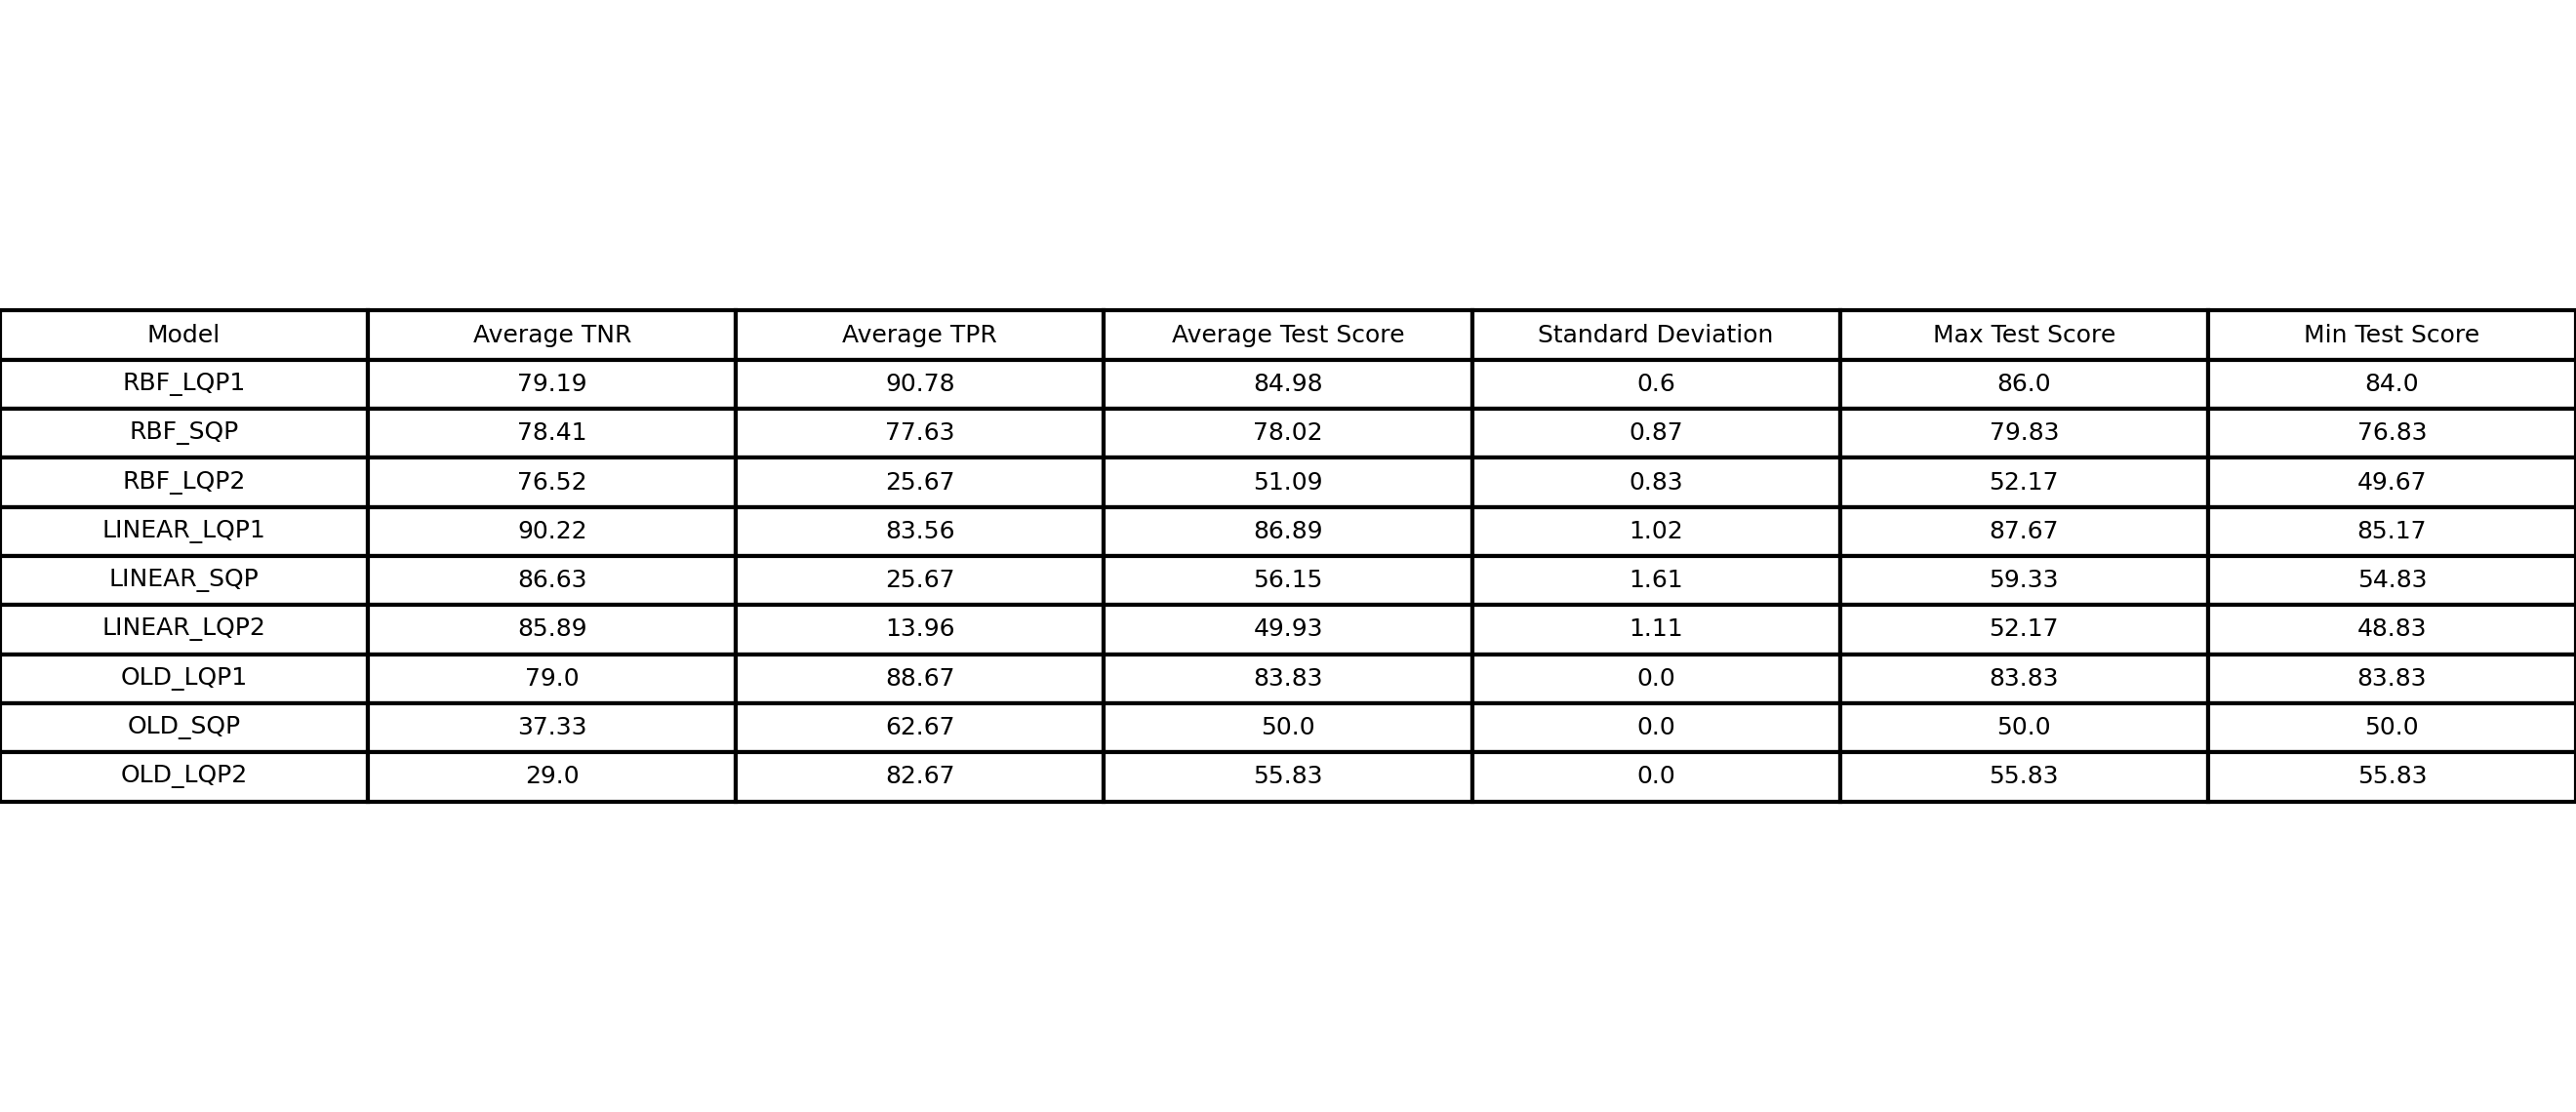 Model Average TNR Average TPR Average Test Score Standard Deviation Max Test Score Min Test Score
RBF_LQP1 79.19 90.78 84.98 0.6 86.0 84.0
RBF_SQP 78.41 77.63 78.02 0.87 79.83 76.83
RBF_LQP2 76.52 25.67 51.09 0.83 52.17 49.67
LINEAR_LQP1 90.22 83.56 86.89 1.02 87.67 85.17
LINEAR_SQP 86.63 25.67 56.15 1.61 59.33 54.83
LINEAR_LQP2 85.89 13.96 49.93 1.11 52.17 48.83
OLD_LQP1 79.0 88.67 83.83 0.0 83.83 83.83
OLD_SQP 37.33 62.67 50.0 0.0 50.0 50.0
OLD_LQP2 29.0 82.67 55.83 0.0 55.83 55.83